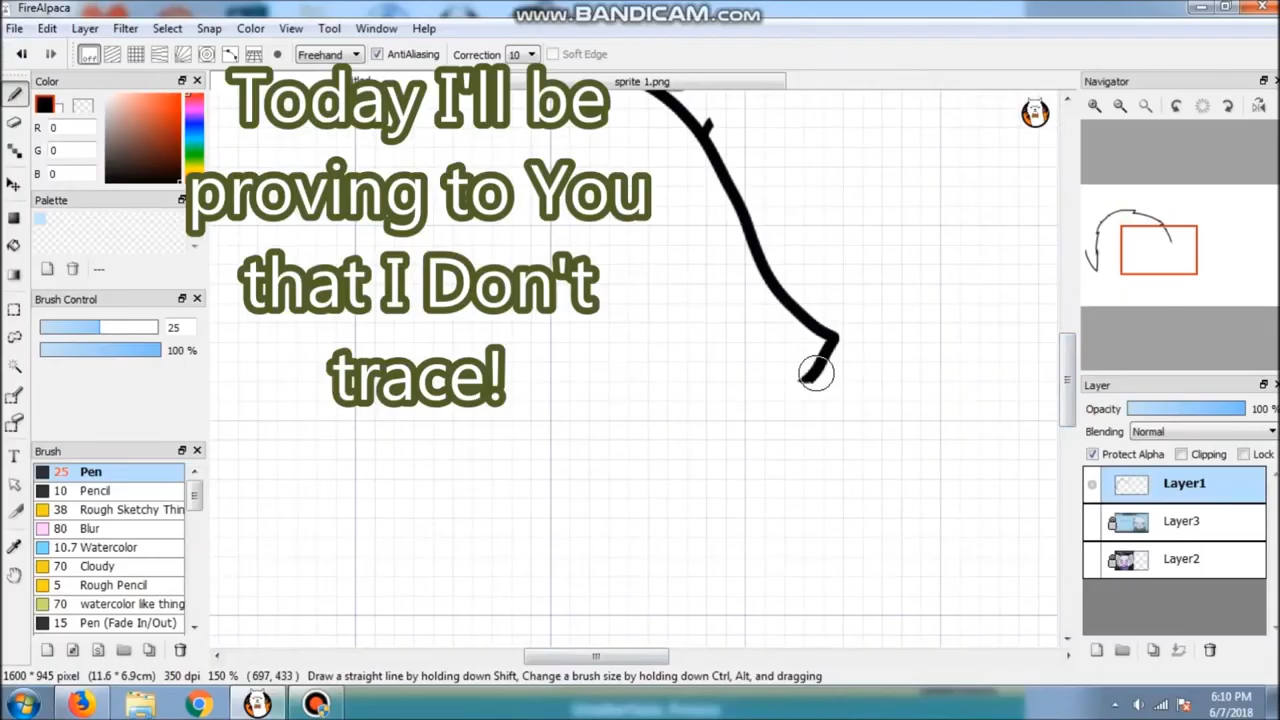 FireAlpaca
www.BANDICAM.com
File Edit Layer Filter Select Snap Color View Tool Window Help
off Freehand AntiAliasing Correction 10 Soft Edge
Color
sprite 1.png
Navigator
R 0
G 0
B 0
Today I'll be
proving to You
that I Don't
trace!
Palette
---
Brush Control
25
100 %
Brush
25 Pen
10 Pencil
38 Rough Sketchy Thin
80 Blur
10.7 Watercolor
70 Cloudy
5 Rough Pencil
70 watercolor like thing
15 Pen (Fade In/Out)
Layer
Opacity 100 %
Blending Normal
Protect Alpha Clipping Lock
Layer1
Layer3
Layer2
1600 * 945 pixel (11.6 * 6.9cm) 350 dpi 150 % (697, 433) Draw a straight line by holding down Shift, Change a brush size by holding down Ctrl, Alt, and dragging
6:10 PM
6/7/2018